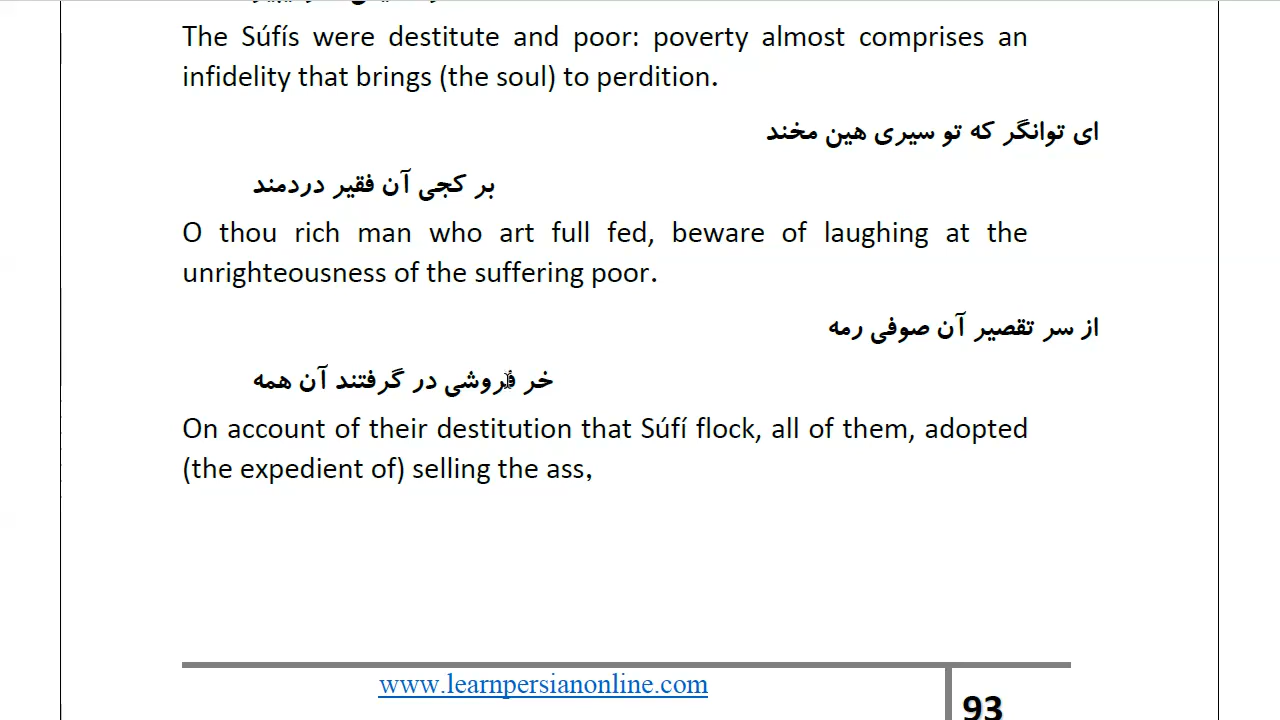 The Súfís were destitute and poor: poverty almost comprises an
infidelity that brings (the soul) to perdition.
ای توانگر که تو سیری هین مخند
بر کجی آن فقیر دردمند
O thou rich man who art full fed, beware of laughing at the
unrighteousness of the suffering poor.
از سر تقصیر آن صوفی رمه
خر فروشی در گرفتند آن همه
On account of their destitution that Súfí flock, all of them, adopted
(the expedient of) selling the ass,
www.learnpersianonline.com
93